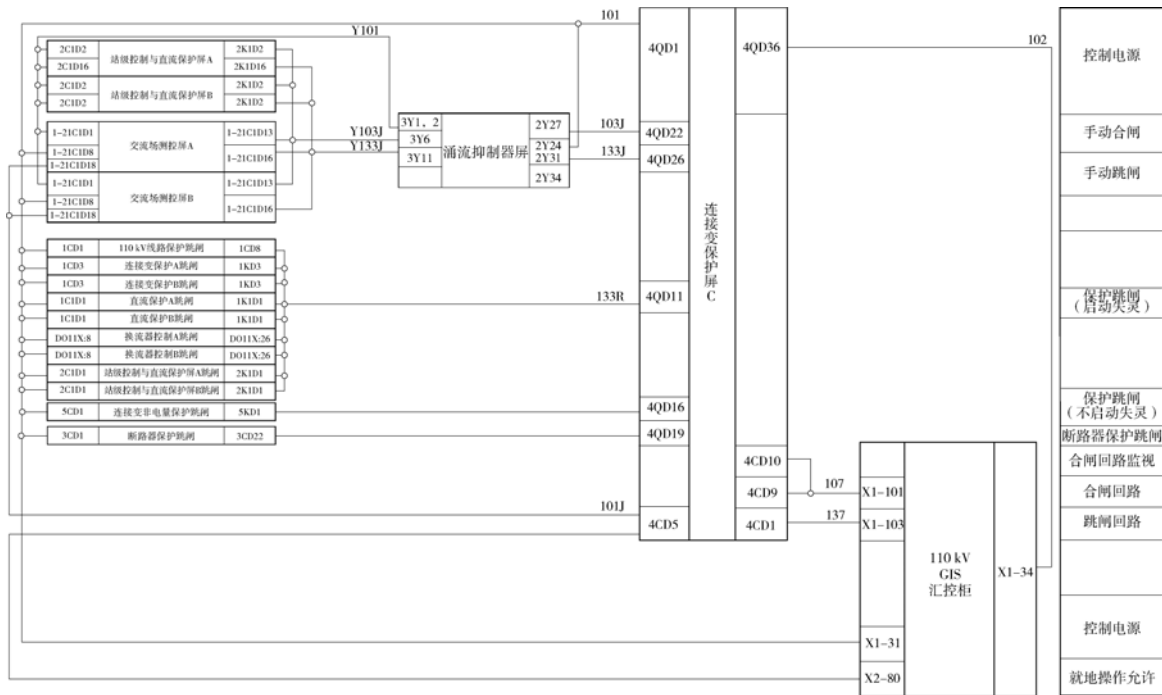 101
Y101
102
2C1D2
站级控制与直流保护屏A
2K1D2
2C1D16
2K1D16
2C1D2
站级控制与直流保护屏B
2K1D2
2C1D2
2K1D2
1-21C1D1
交流场测控屏A
1-21C1D13
1-21C1D8
1-21C1D16
1-21C1D18
1-21C1D1
交流场测控屏B
1-21C1D13
1-21C1D8
1-21C1D16
1-21C1D18
Y103J
Y133J
3Y1，2
3Y6
3Y11
涌流抑制器屏
2Y27
2Y24
2Y31
2Y34
103J
133J
1CD1
110 kV线路保护跳闸
1CD8
1CD3
连接变保护A跳闸
1KD3
1CD3
连接变保护B跳闸
1KD3
1C1D1
直流保护A跳闸
1K1D1
1C1D1
直流保护B跳闸
1K1D1
DO11X:8
换流器控制A跳闸
DO11X:26
DO11X:8
换流器控制B跳闸
DO11X:26
2C1D1
站级控制与直流保护屏A跳闸
2K1D1
2C1D1
站级控制与直流保护屏B跳闸
2K1D1
5CD1
连接变非电量保护跳闸
5KD1
3CD1
断路器保护跳闸
3CD22
133R
101J
4QD1
4QD22
4QD26
4QD11
4QD16
4QD19
4CD5
连接变保护屏C
4QD36
4CD10
4CD9
4CD1
107
137
X1-101
X1-103
X1-31
X2-80
110 kV
GIS
汇控柜
X1-34
控制电源
手动合闸
手动跳闸
保护跳闸
（启动失灵）
保护跳闸
（不启动失灵）
断路器保护跳闸
合闸回路监视
合闸回路
跳闸回路
控制电源
就地操作允许